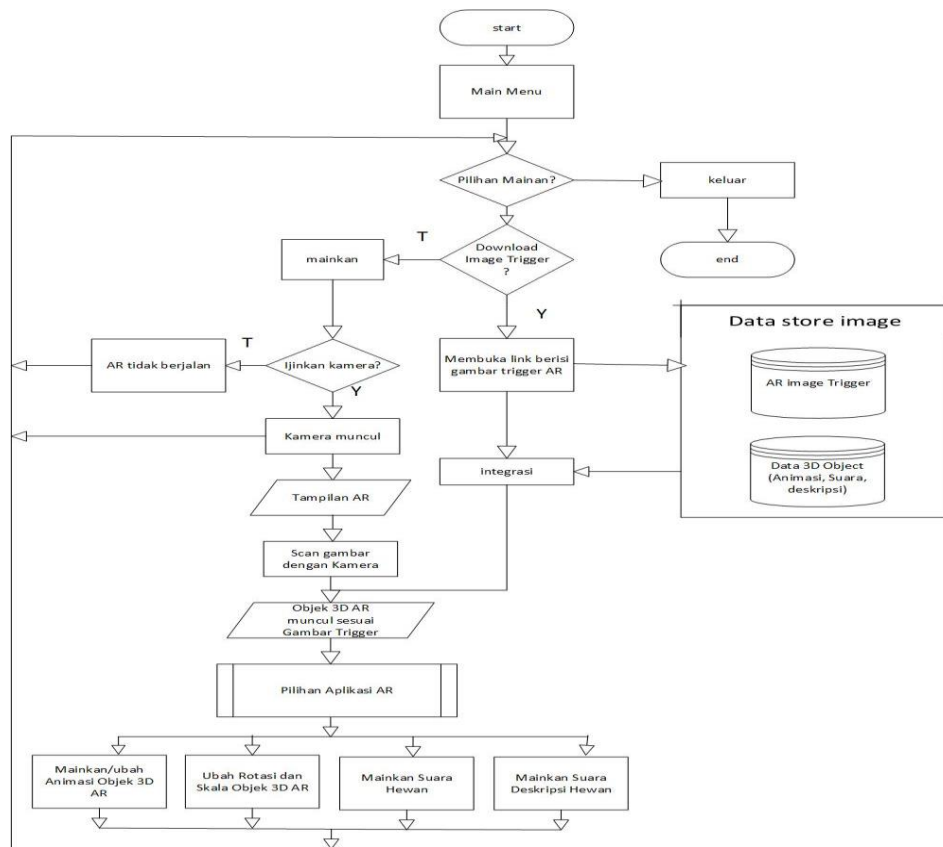 start
Main Menu
Pilihan Mainan?
keluar
end
T
Download
Image Trigger
?
mainkan
Y
Data store image
AR image Trigger
Data 3D Object
(Animasi, Suara,
deskripsi)
Membuka link berisi
gambar trigger AR
T
Ijinkan kamera?
AR tidak berjalan
Y
Kamera muncul
integrasi
Tampilan AR
Scan gambar
dengan Kamera
Objek 3D AR
muncul sesuai
Gambar Trigger
Pilihan Aplikasi AR
Mainkan/ubah
Animasi Objek 3D
AR
Ubah Rotasi dan
Skala Objek 3D AR
Mainkan Suara
Hewan
Mainkan Suara
Deskripsi Hewan